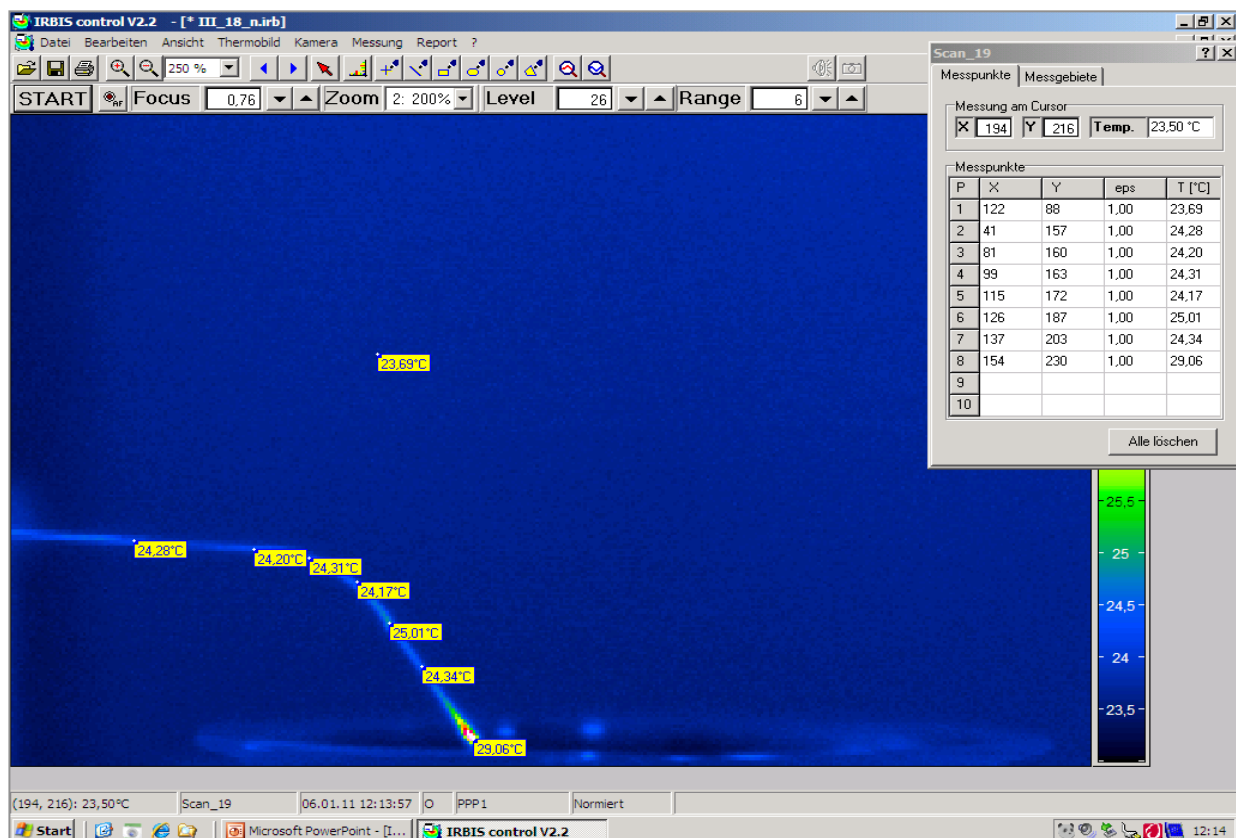 IRBIS control V2.2 - [* III_18_n.irb]
Datei Bearbeiten Ansicht Thermobild Kamera Messung Report ?
250 %
START AF Focus 0,76 Zoom 2: 200% Level 26 Range 6
Scan_19
Messpunkte Messgebiete
Messung am Cursor
X 194 Y 216 Temp. 23,50 °C
Messpunkte
P X Y eps T [°C]
1 122 88 1,00 23,69
2 41 157 1,00 24,28
3 81 160 1,00 24,20
4 99 163 1,00 24,31
5 115 172 1,00 24,17
6 126 187 1,00 25,01
7 137 203 1,00 24,34
8 154 230 1,00 29,06
9
10
Alle löschen
23,69°C
24,28°C
24,20°C
24,31°C
24,17°C
25,01°C
24,34°C
29,06°C
25,5
25
24,5
24
23,5
(194, 216): 23,50°C Scan_19 06.01.11 12:13:57 O PPP1 Normiert
Start Microsoft PowerPoint - [I... IRBIS control V2.2 12:14